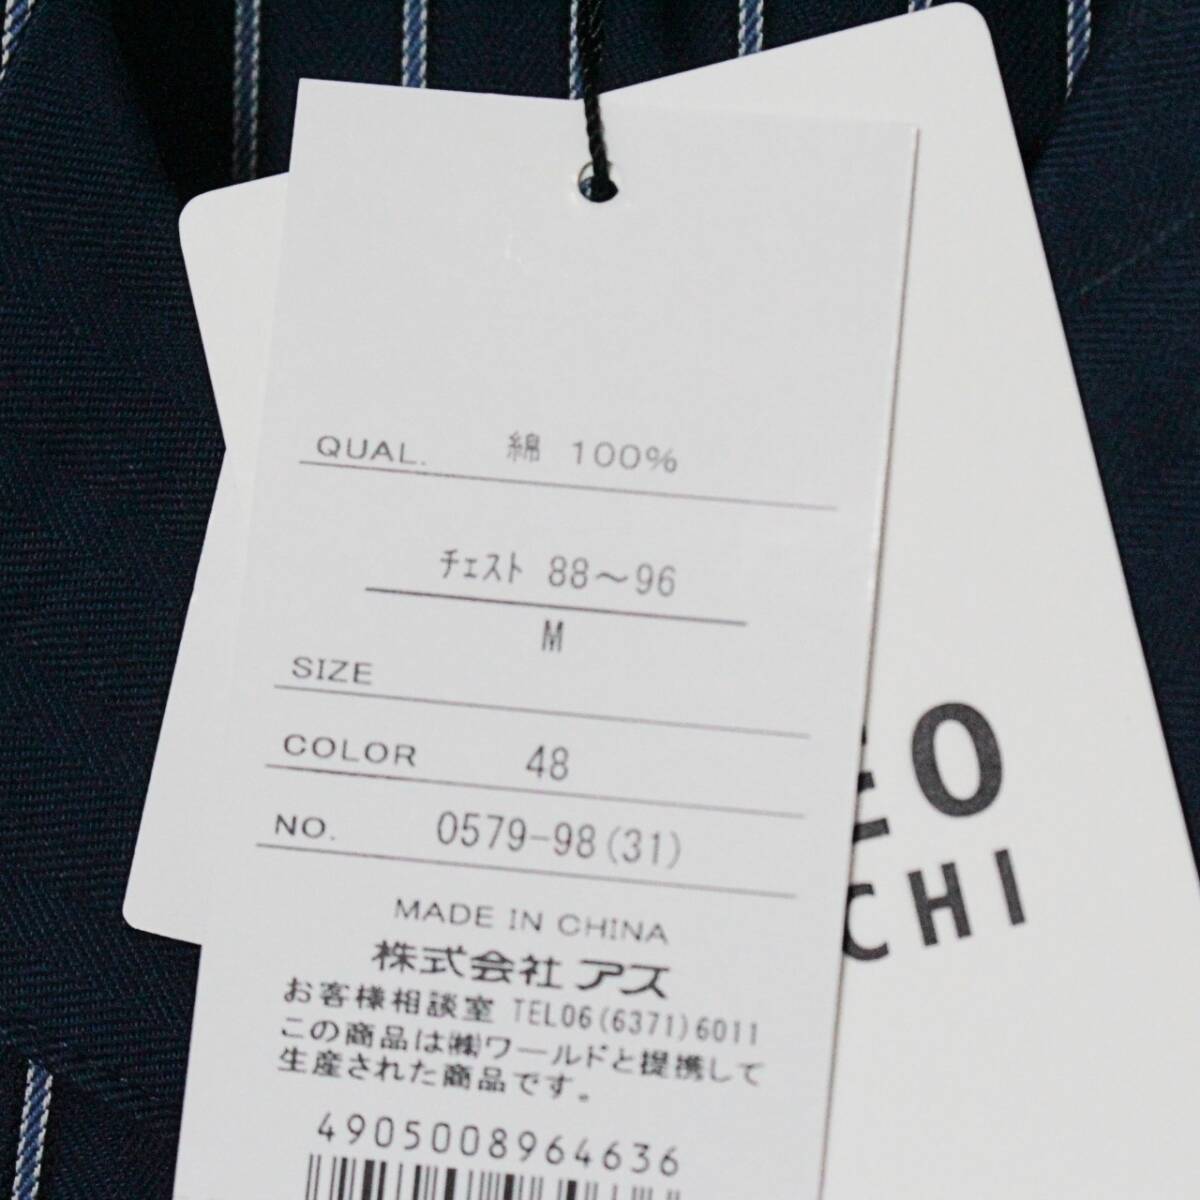 QUAL. 綿 100%
チェスト 88～96
M
SIZE
COLOR 48
NO. 0579-98(31)
MADE IN CHINA
株式会社 アズ
お客様相談室 TEL06(6371)6011
この商品は㈱ワールドと提携して
生産された商品です。
4905008964636
EO
CHI